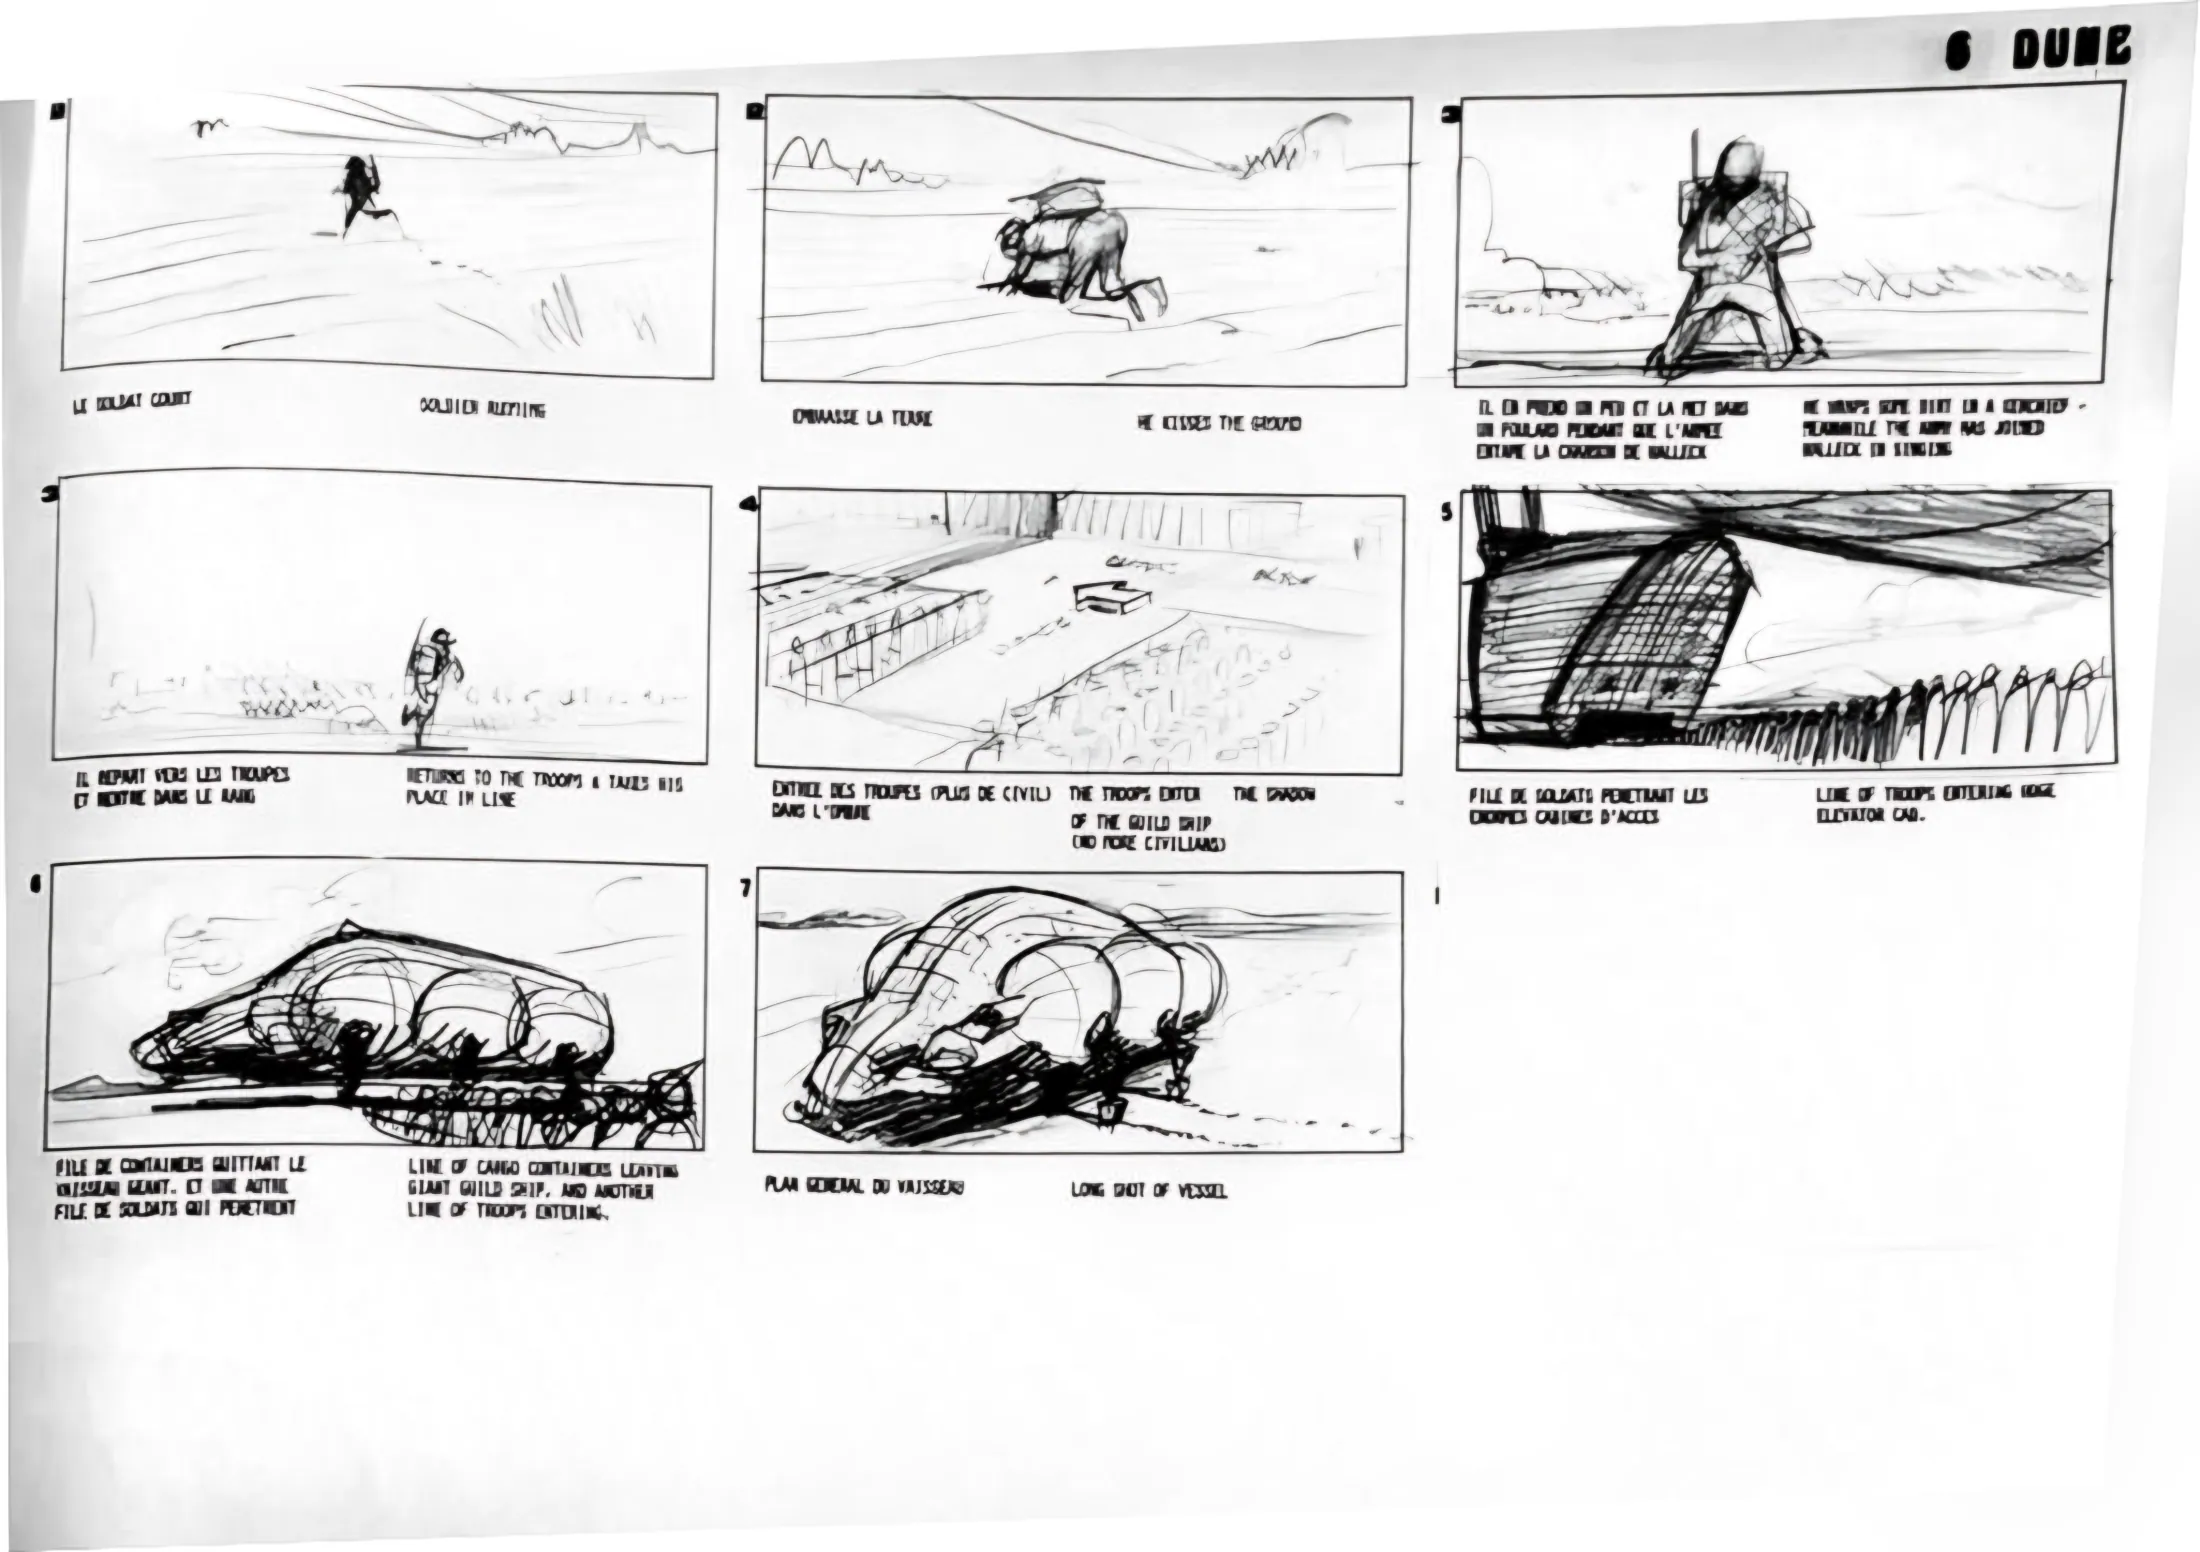 6 DUNE
LE SOLDAT COURT
SOLDIER RUNNING
EMBRASSE LA TERRE
HE KISSES THE GROUND
IL EN PREND UN PEU ET LA MET DANS
UN FOULARD PENDANT QUE L'ARMEE
ENTAME LA CHANSON DE HALLECK
HE WRAPS SOME DIRT IN A KERCHIEF -
MEANWHILE THE ARMY HAS JOINED
HALLECK IN SINGING
3
IL REPART VERS LES TROUPES
ET RENTRE DANS LE RANG
RETURNS TO THE TROOPS & TAKES HIS
PLACE IN LINE
4
ENTREE DES TROUPES (PLUS DE CIVIL)
DANS L'OMBRE
THE TROOPS ENTER THE SHADOW
OF THE GUILD SHIP
(NO MORE CIVILIANS)
5
FILE DE SOLDATS PENETRANT LES
ENORMES CABINES D'ACCES
LINE OF TROOPS ENTERING HUGE
ELEVATOR CAB.
6
FILE DE CONTAINERS QUITTANT LE
VAISSEAU GEANT. ET UNE AUTRE
FILE DE SOLDATS QUI PENETRENT
LINE OF CARGO CONTAINERS LEAVING
GIANT GUILD SHIP, AND ANOTHER
LINE OF TROOPS ENTERING.
7
PLAN GENERAL DU VAISSEAU
LONG SHOT OF VESSEL